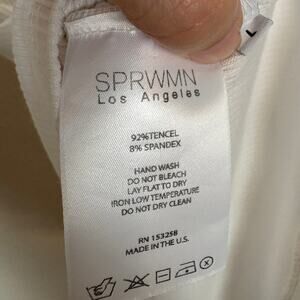 SPRWMN
Los Angeles
92%TENCEL
8% SPANDEX
HAND WASH
DO NOT BLEACH
LAY FLAT TO DRY
IRON LOW TEMPERATURE
DO NOT DRY CLEAN
RN 153258
MADE IN THE U.S.